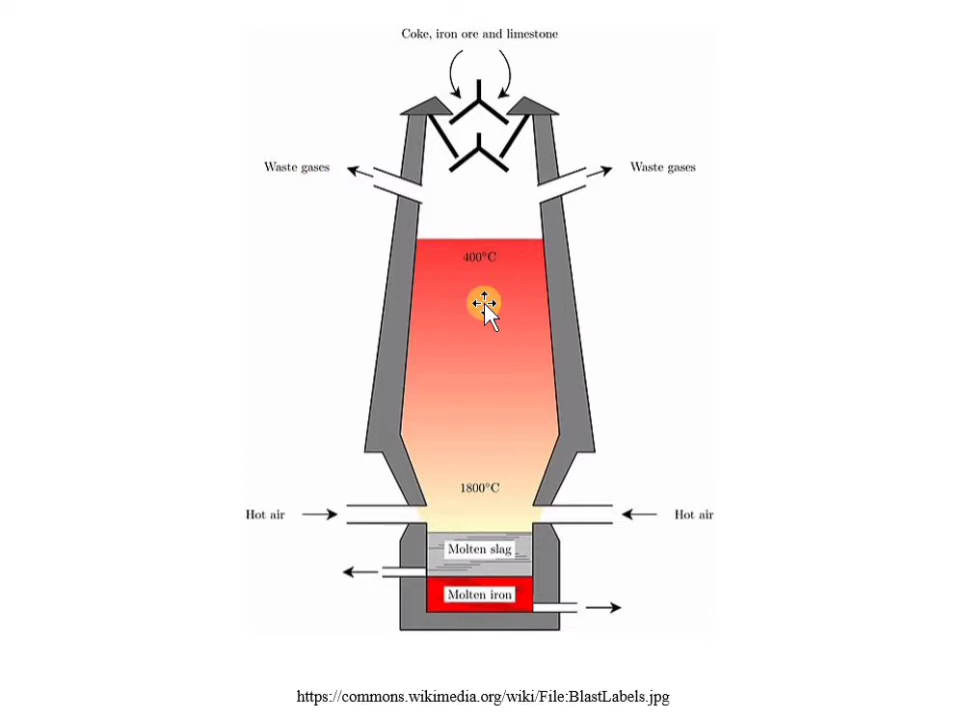 Coke, iron ore and limestone
Waste gases
Waste gases
400°C
1800°C
Hot air
Hot air
Molten slag
Molten iron
https://commons.wikimedia.org/wiki/File:BlastLabels.jpg